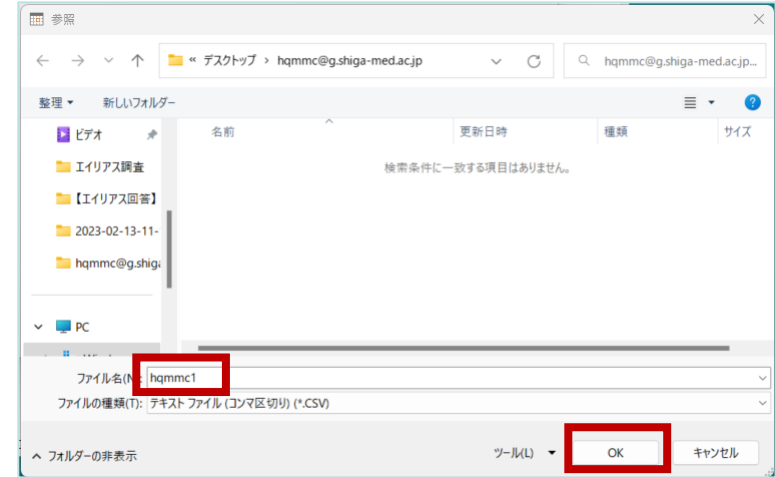 参照
« デスクトップ › hqmmc@g.shiga-med.ac.jp
hqmmc@g.shiga-med.ac.jp...
整理
新しいフォルダー
名前
更新日時
種類
サイズ
検索条件に一致する項目はありません。
ビデオ
エイリアス調査
【エイリアス回答】
2023-02-13-11-
hqmmc@g.shiga
PC
ファイル名(N): hqmmc1
ファイルの種類(T): テキスト ファイル (コンマ区切り) (*.CSV)
フォルダーの非表示
ツール(L)
OK
キャンセル